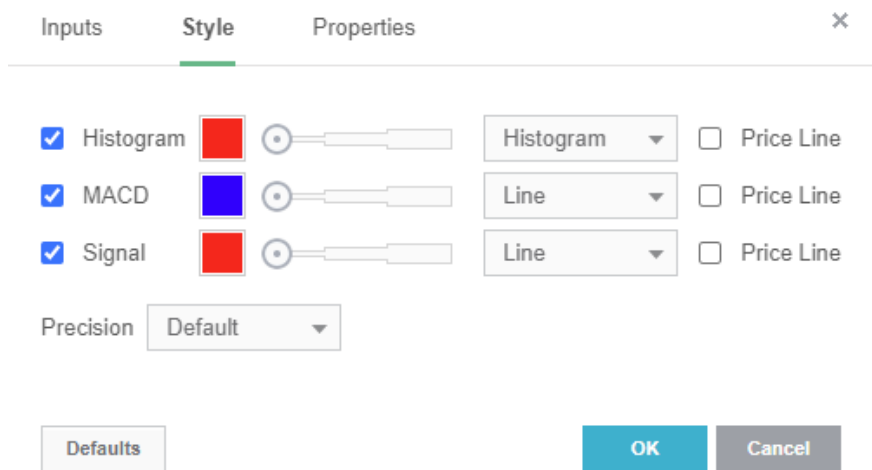 Inputs Style Properties ×
Histogram Histogram Price Line
MACD Line Price Line
Signal Line Price Line
Precision Default
Defaults OK Cancel